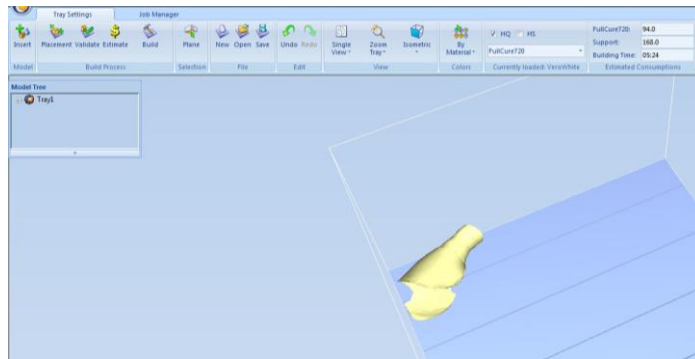 Tray Settings Job Manager
Insert Placement Validate Estimate Build Plane New Open Save Undo Redo Single View Zoom Tray Isometric By Material
HQ HS
FullCure720
FullCure720: 94.0
Support: 168.0
Building Time: 05:24
Model Build Process Selection File Edit View Colors Currently loaded: VeroWhite Estimated Consumptions
Model Tree
Tray1